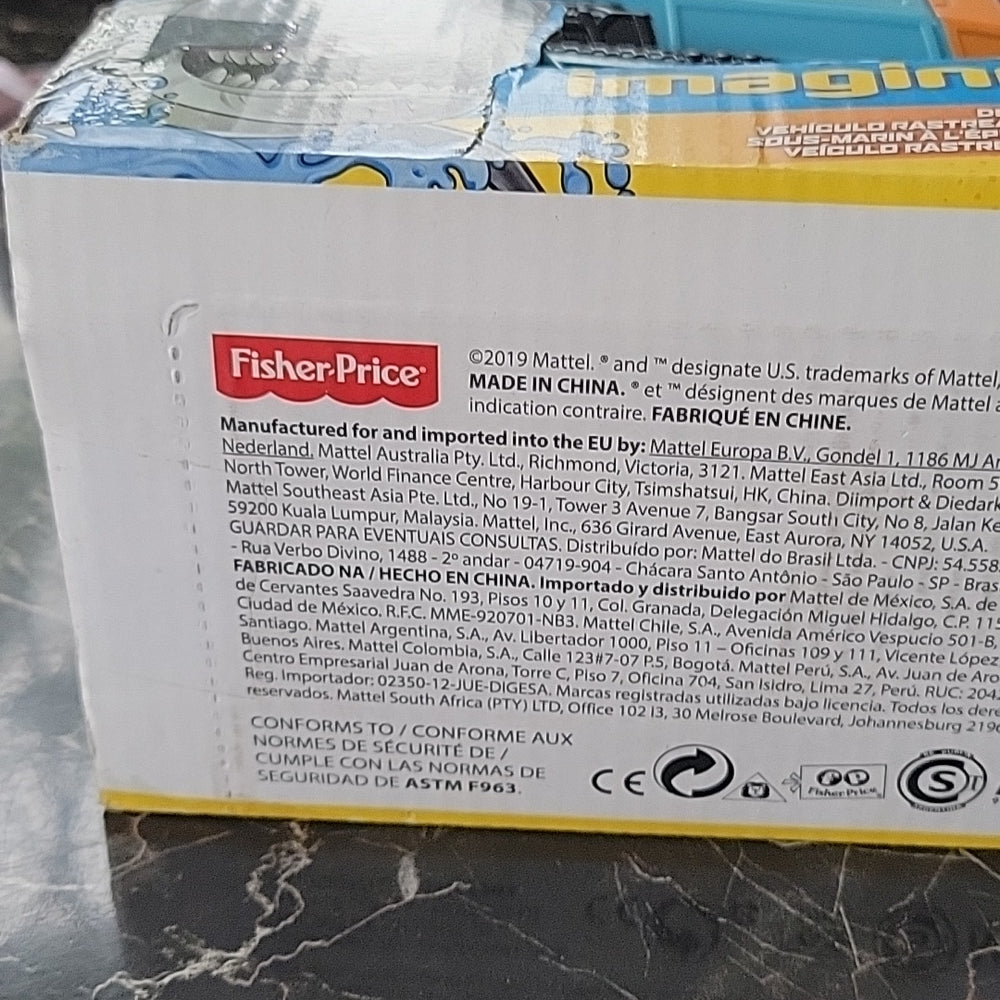 imagin
VEHÍCULO RASTRE
SOUS-MARIN À L'ÉP
VEÍCULO RASTR
Fisher-Price®
©2019 Mattel. ® and ™ designate U.S. trademarks of Mattel,
MADE IN CHINA. ® et ™ désignent des marques de Mattel
indication contraire. FABRIQUÉ EN CHINE.
Manufactured for and imported into the EU by: Mattel Europa B.V., Gondel 1, 1186 MJ
Nederland. Mattel Australia Pty. Ltd., Richmond, Victoria, 3121. Mattel East Asia Ltd., Room 5
North Tower, World Finance Centre, Harbour City, Tsimshatsui, HK, China. Diimport & Diedark
Mattel Southeast Asia Pte. Ltd., No 19-1, Tower 3 Avenue 7, Bangsar South City, No 8, Jalan Ke
59200 Kuala Lumpur, Malaysia. Mattel, Inc., 636 Girard Avenue, East Aurora, NY 14052, U.S.A.
GUARDAR PARA EVENTUAIS CONSULTAS. Distribuído por: Mattel do Brasil Ltda. - CNPJ: 54.558.
- Rua Verbo Divino, 1488 - 2º andar - 04719-904 - Chácara Santo Antônio - São Paulo - SP - Bras
FABRICADO NA / HECHO EN CHINA. Importado y distribuido por Mattel de México, S.A. de
de Cervantes Saavedra No. 193, Pisos 10 y 11, Col. Granada, Delegación Miguel Hidalgo, C.P. 115
Ciudad de México. R.F.C. MME-920701-NB3. Mattel Chile, S.A., Avenida Américo Vespucio 501-B,
Santiago. Mattel Argentina, S.A., Av. Libertador 1000, Piso 11 – Oficinas 109 y 111, Vicente López
Buenos Aires. Mattel Colombia, S.A., Calle 123#7-07 P.5, Bogotá. Mattel Perú, S.A., Av. Juan de Aro
Centro Empresarial Juan de Arona, Torre C, Piso 7, Oficina 704, San Isidro, Lima 27, Perú. RUC: 204
Reg. Importador: 02350-12-JUE-DIGESA. Marcas registradas utilizadas bajo licencia. Todos los dere
reservados. Mattel South Africa (PTY) LTD, Office 102 I3, 30 Melrose Boulevard, Johannesburg 219
CONFORMS TO / CONFORME AUX
NORMES DE SÉCURITÉ DE /
CUMPLE CON LAS NORMAS DE
SEGURIDAD DE ASTM F963.
CE
Fisher Price
S